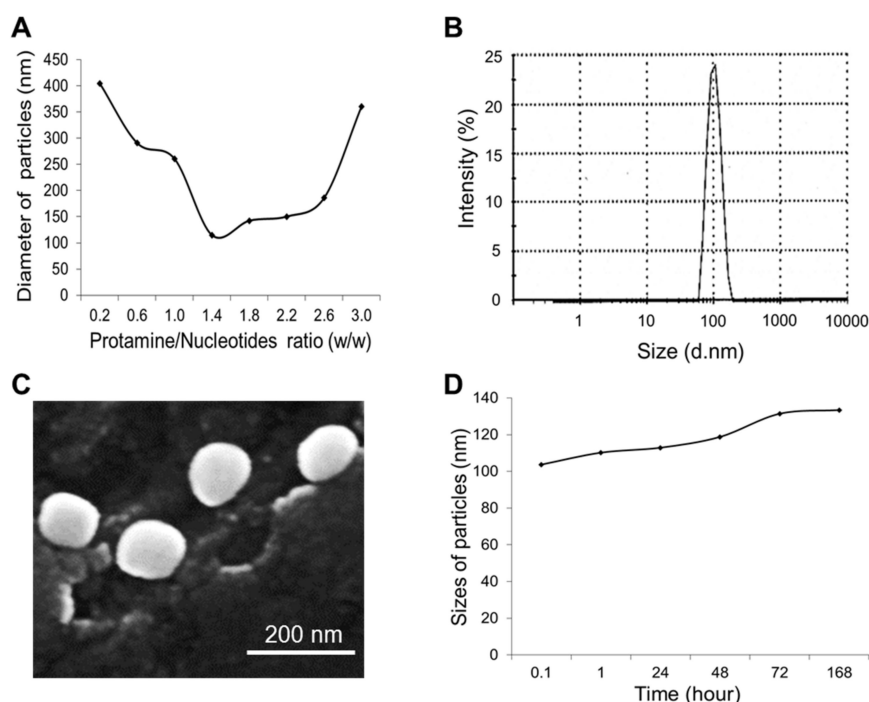 A
Diameter of particles (nm)
450
400
350
300
250
200
150
100
50
0
0.2 0.6 1.0 1.4 1.8 2.2 2.6 3.0
Protamine/Nucleotides ratio (w/w)
B
Intensity (%)
25
20
15
10
5
0
1 10 100 1000 10000
Size (d.nm)
C
200 nm
D
Sizes of particles (nm)
140
120
100
80
60
40
20
0
0.1 1 24 48 72 168
Time (hour)